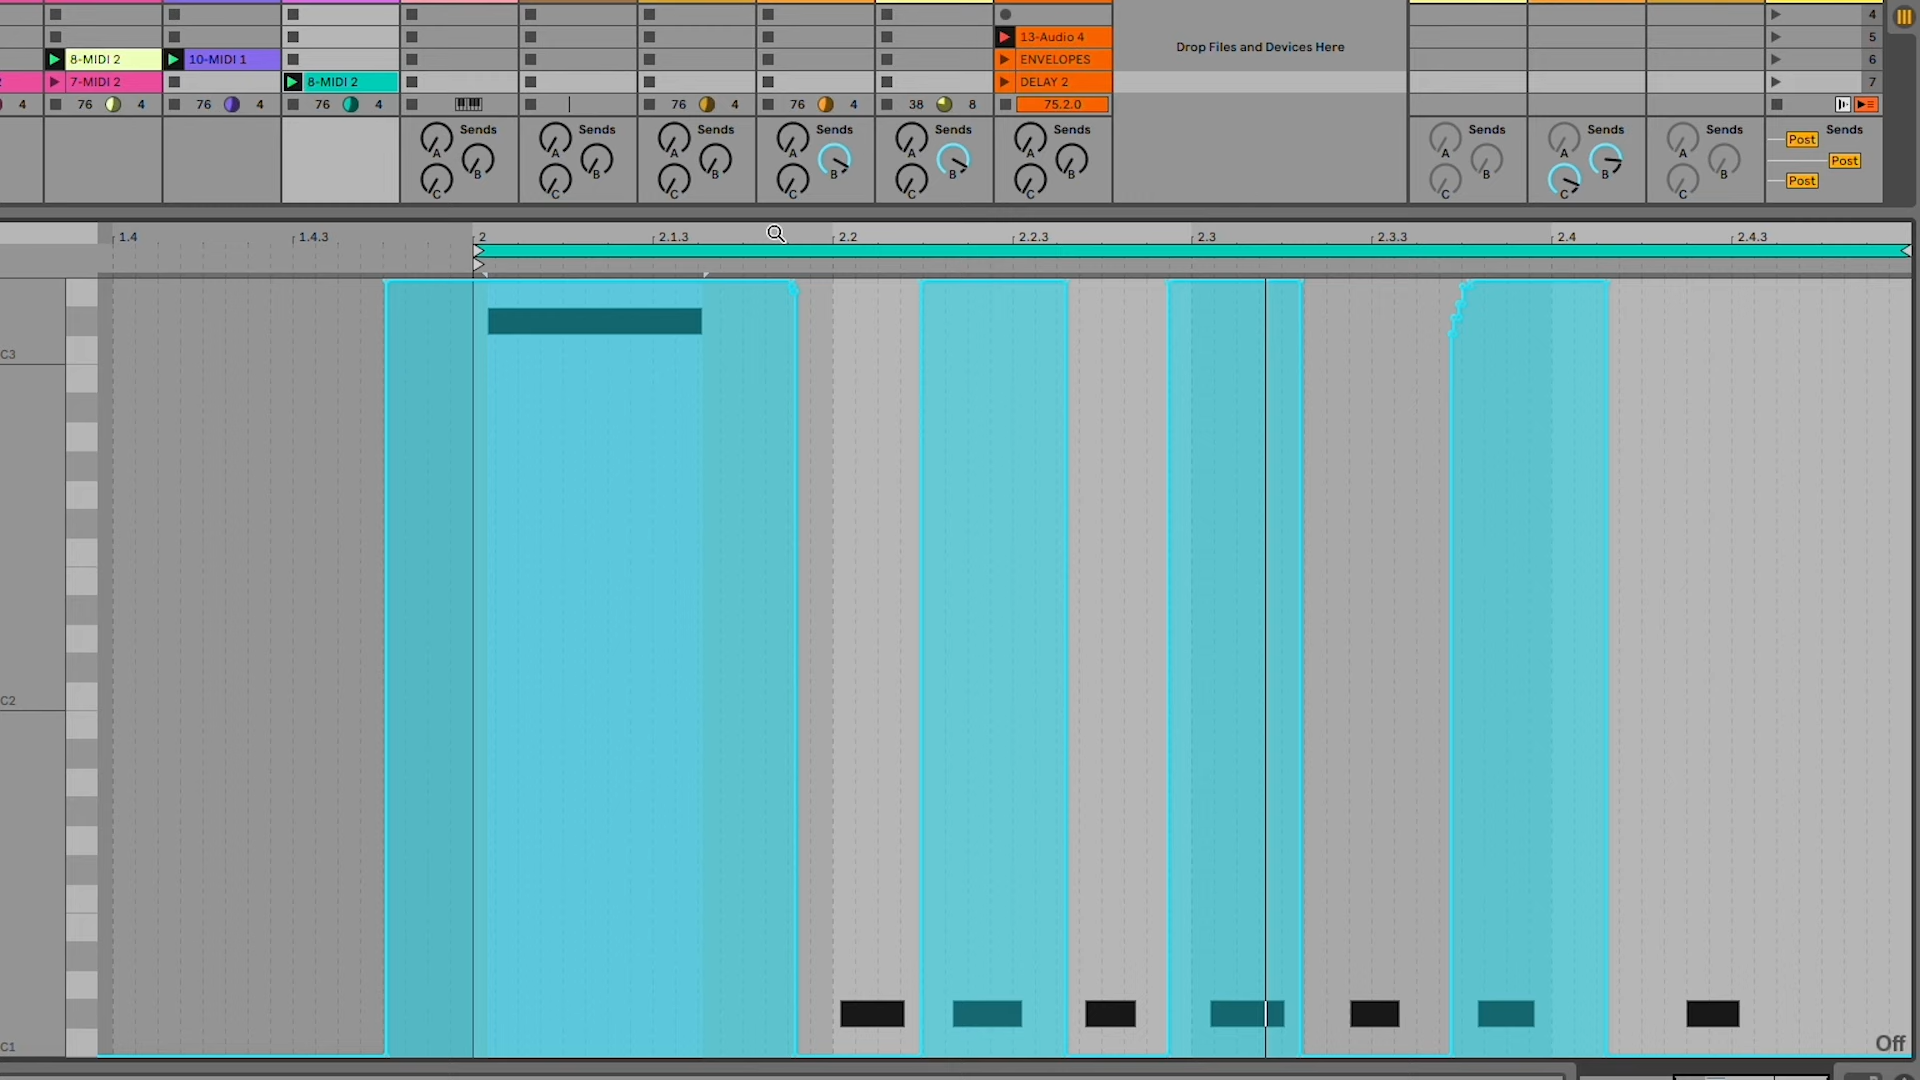 4
13-Audio 4
5
8-MIDI 2
10-MIDI 1
ENVELOPES
6
7-MIDI 2
8-MIDI 2
DELAY 2
7
Drop Files and Devices Here
4
76
4
76
4
76
4
76
4
76
4
38
8
75.2.0
Sends
A
B
C
Sends
A
B
C
Sends
A
B
C
Sends
A
B
C
Sends
A
B
C
Sends
A
B
C
Sends
A
B
C
Sends
A
B
C
Sends
A
B
C
Sends
Post
Post
Post
1.4
1.4.3
2
2.1.3
2.2
2.2.3
2.3
2.3.3
2.4
2.4.3
C3
C2
C1
Off